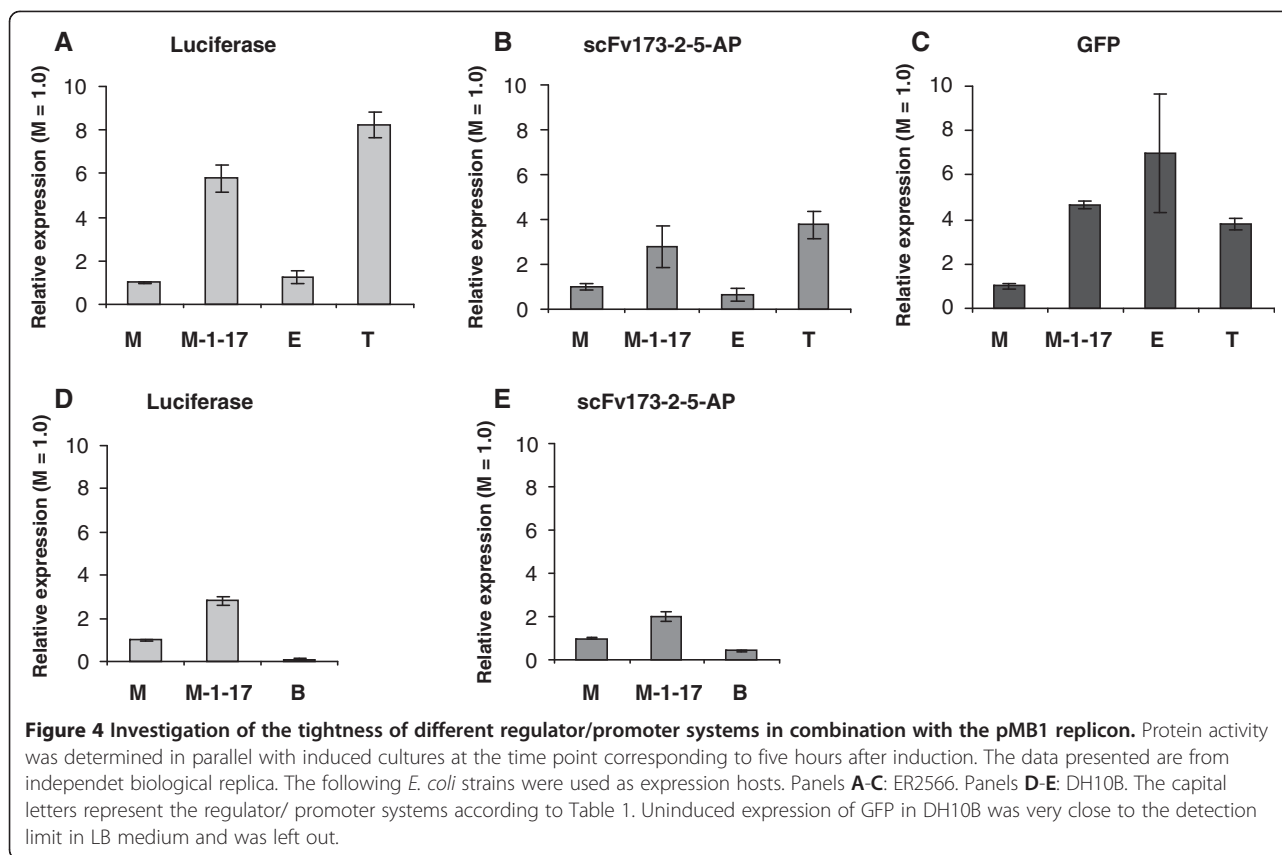 A Luciferase
Relative expression (M = 1.0)
10
8
6
4
2
0
M M-1-17 E T
B scFv173-2-5-AP
Relative expression (M = 1.0)
10
8
6
4
2
0
M M-1-17 E T
C GFP
Relative expression (M = 1.0)
10
8
6
4
2
0
M M-1-17 E T
D Luciferase
Relative expression (M = 1.0)
10
8
6
4
2
0
M M-1-17 B
E scFv173-2-5-AP
Relative expression (M = 1.0)
10
8
6
4
2
0
M M-1-17 B
Figure 4 Investigation of the tightness of different regulator/promoter systems in combination with the pMB1 replicon. Protein activity
was determined in parallel with induced cultures at the time point corresponding to five hours after induction. The data presented are from
independet biological replica. The following E. coli strains were used as expression hosts. Panels A-C: ER2566. Panels D-E: DH10B. The capital
letters represent the regulator/ promoter systems according to Table 1. Uninduced expression of GFP in DH10B was very close to the detection
limit in LB medium and was left out.